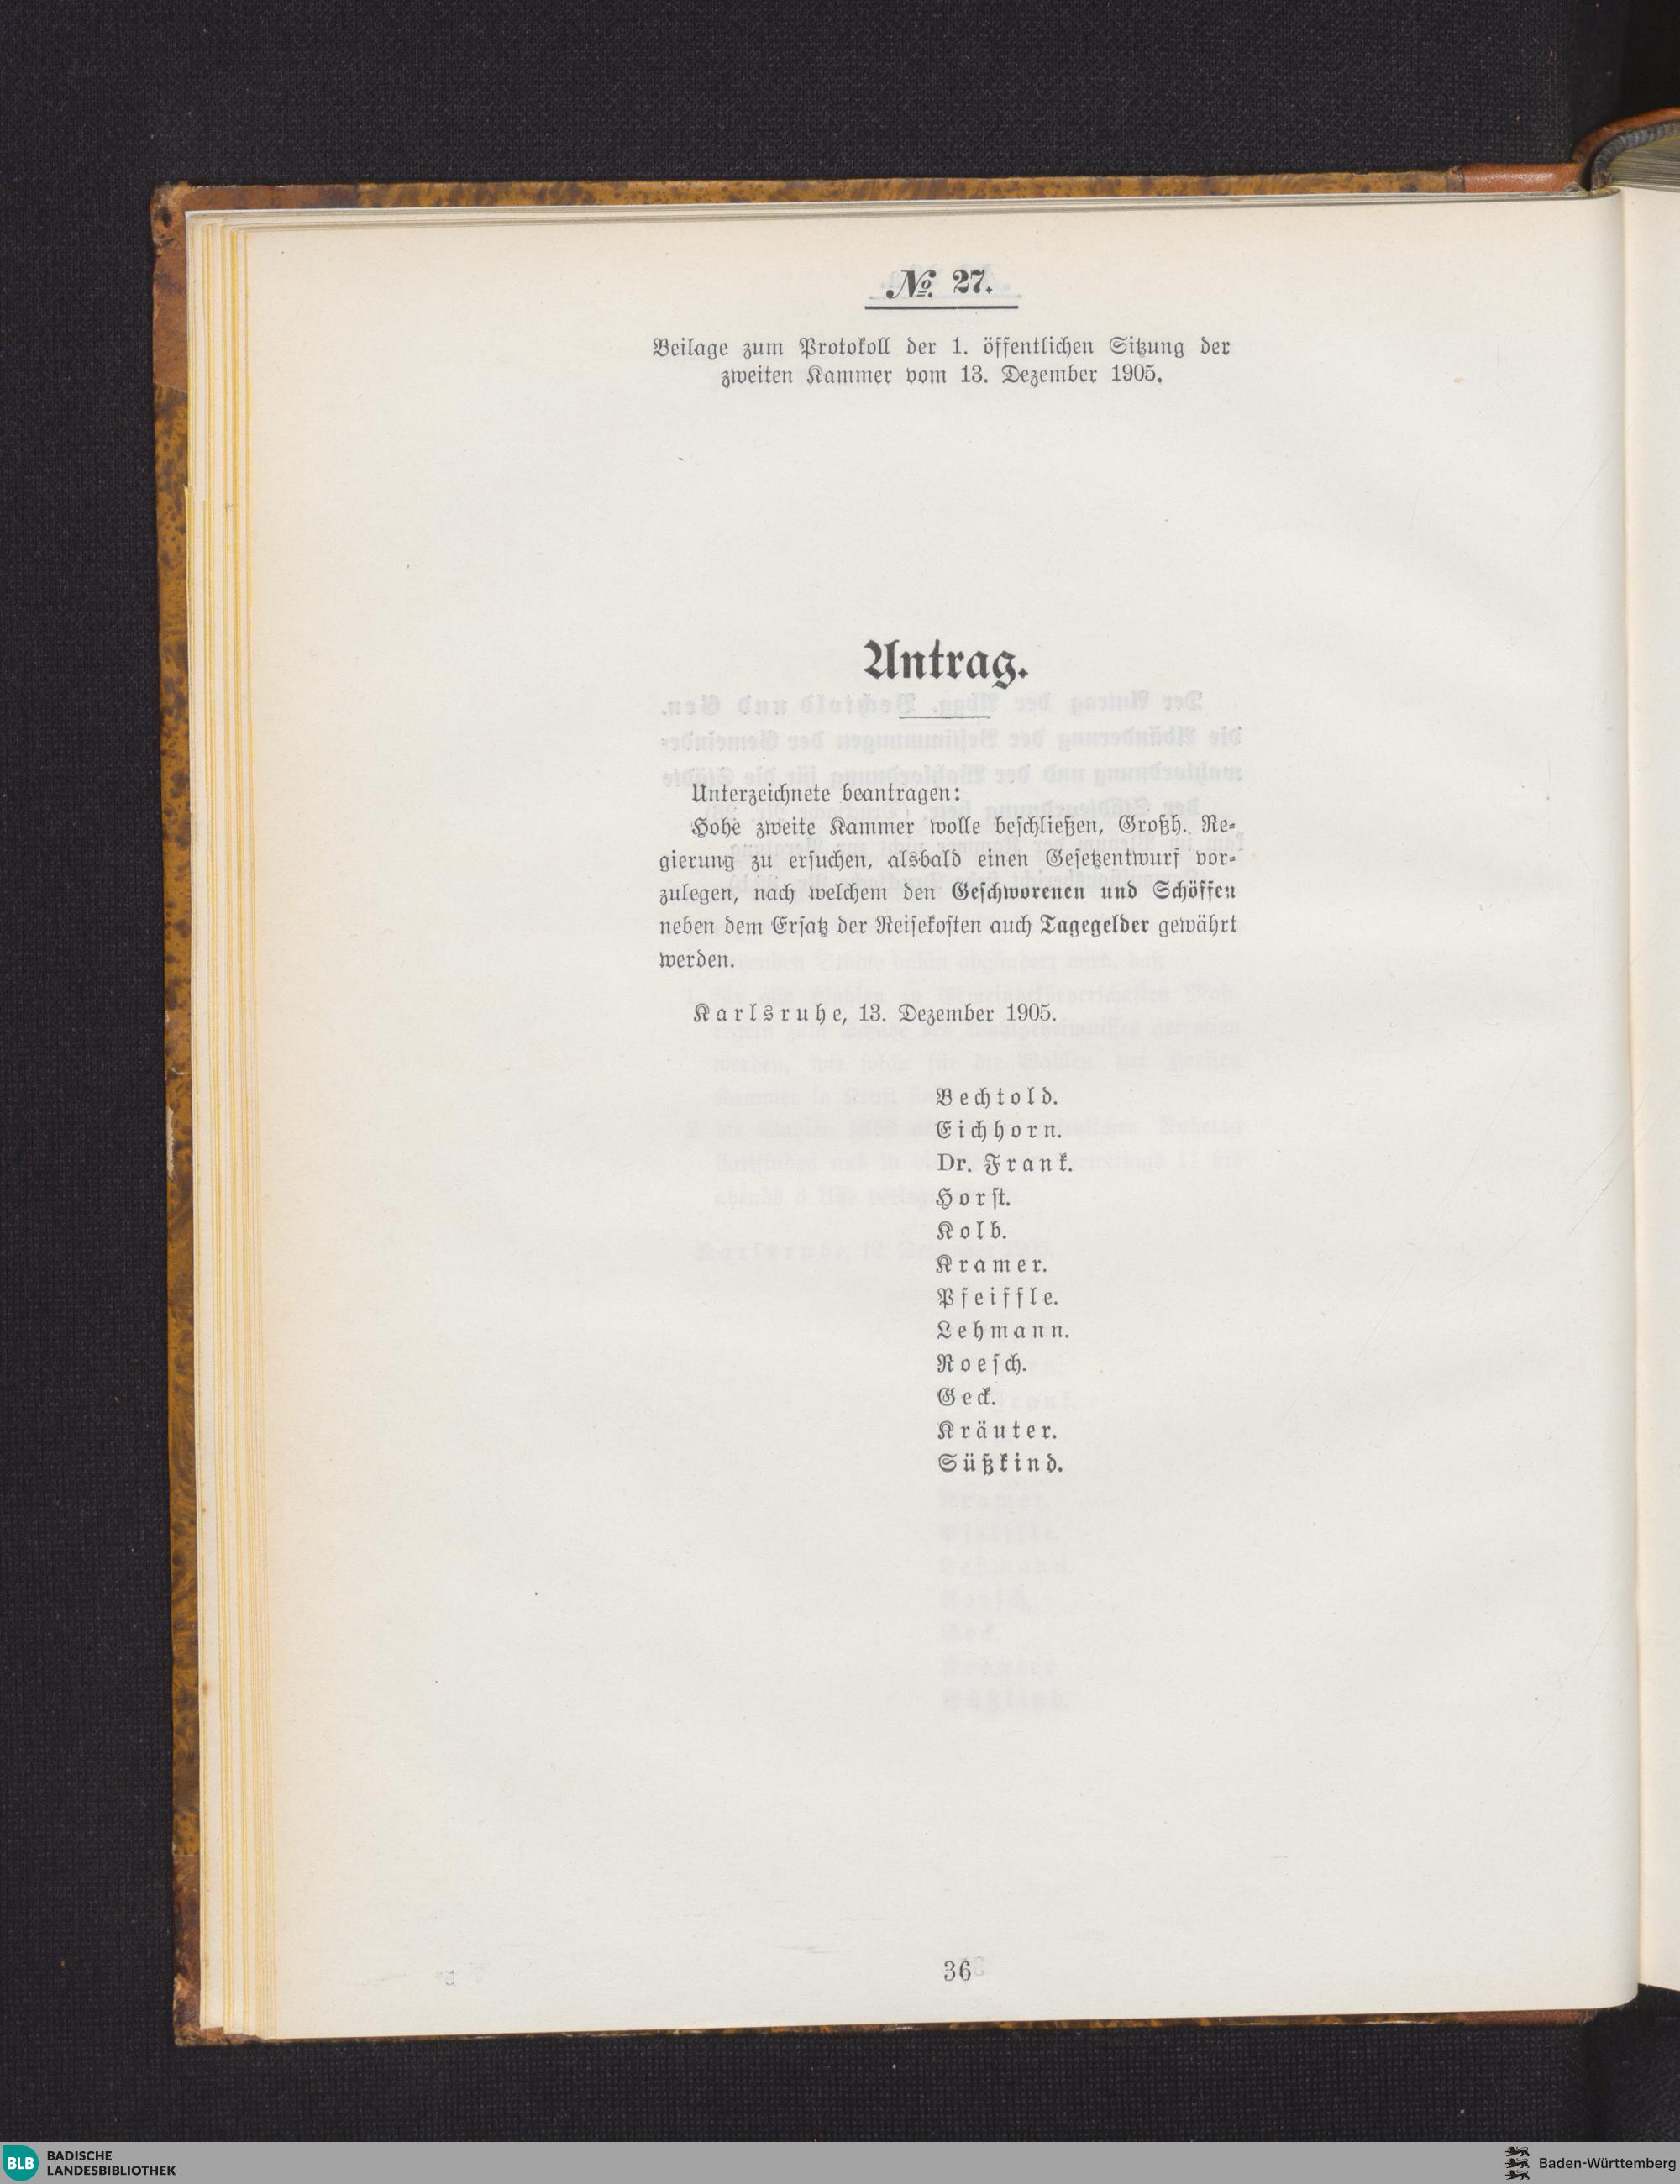 № 27.
Beilage zum Protokoll der 1. öffentlichen Sitzung der
zweiten Kammer vom 13. Dezember 1905.
Antrag.
Unterzeichnete beantragen:
Hohe zweite Kammer wolle beschließen, Großh. Re-
gierung zu ersuchen, alsbald einen Gesetzentwurf vor-
zulegen, nach welchem den Geschworenen und Schöffen
neben dem Ersatz der Reisekosten auch Tagegelder gewährt
werden.
Karlsruhe, 13. Dezember 1905.
Bechtold.
Eichhorn.
Dr. Frank.
Horst.
Kolb.
Kramer.
Pfeiffle.
Lehmann.
Roesch.
Geck.
Kräuter.
Süßkind.
36
BLB BADISCHE
LANDESBIBLIOTHEK
Baden-Württemberg